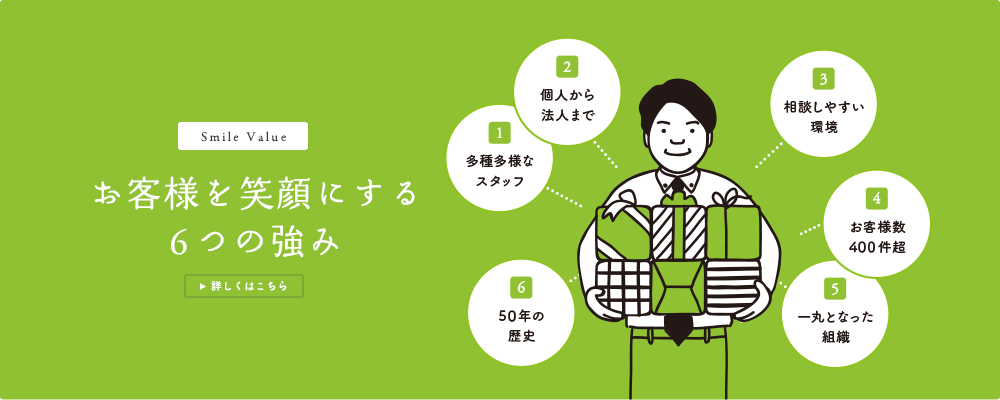 Smile Value
お客様を笑顔にする
6つの強み
▶ 詳しくはこちら
1
多種多様な
スタッフ
2
個人から
法人まで
3
相談しやすい
環境
4
お客様数
400件超
5
一丸となった
組織
6
50年の
歴史